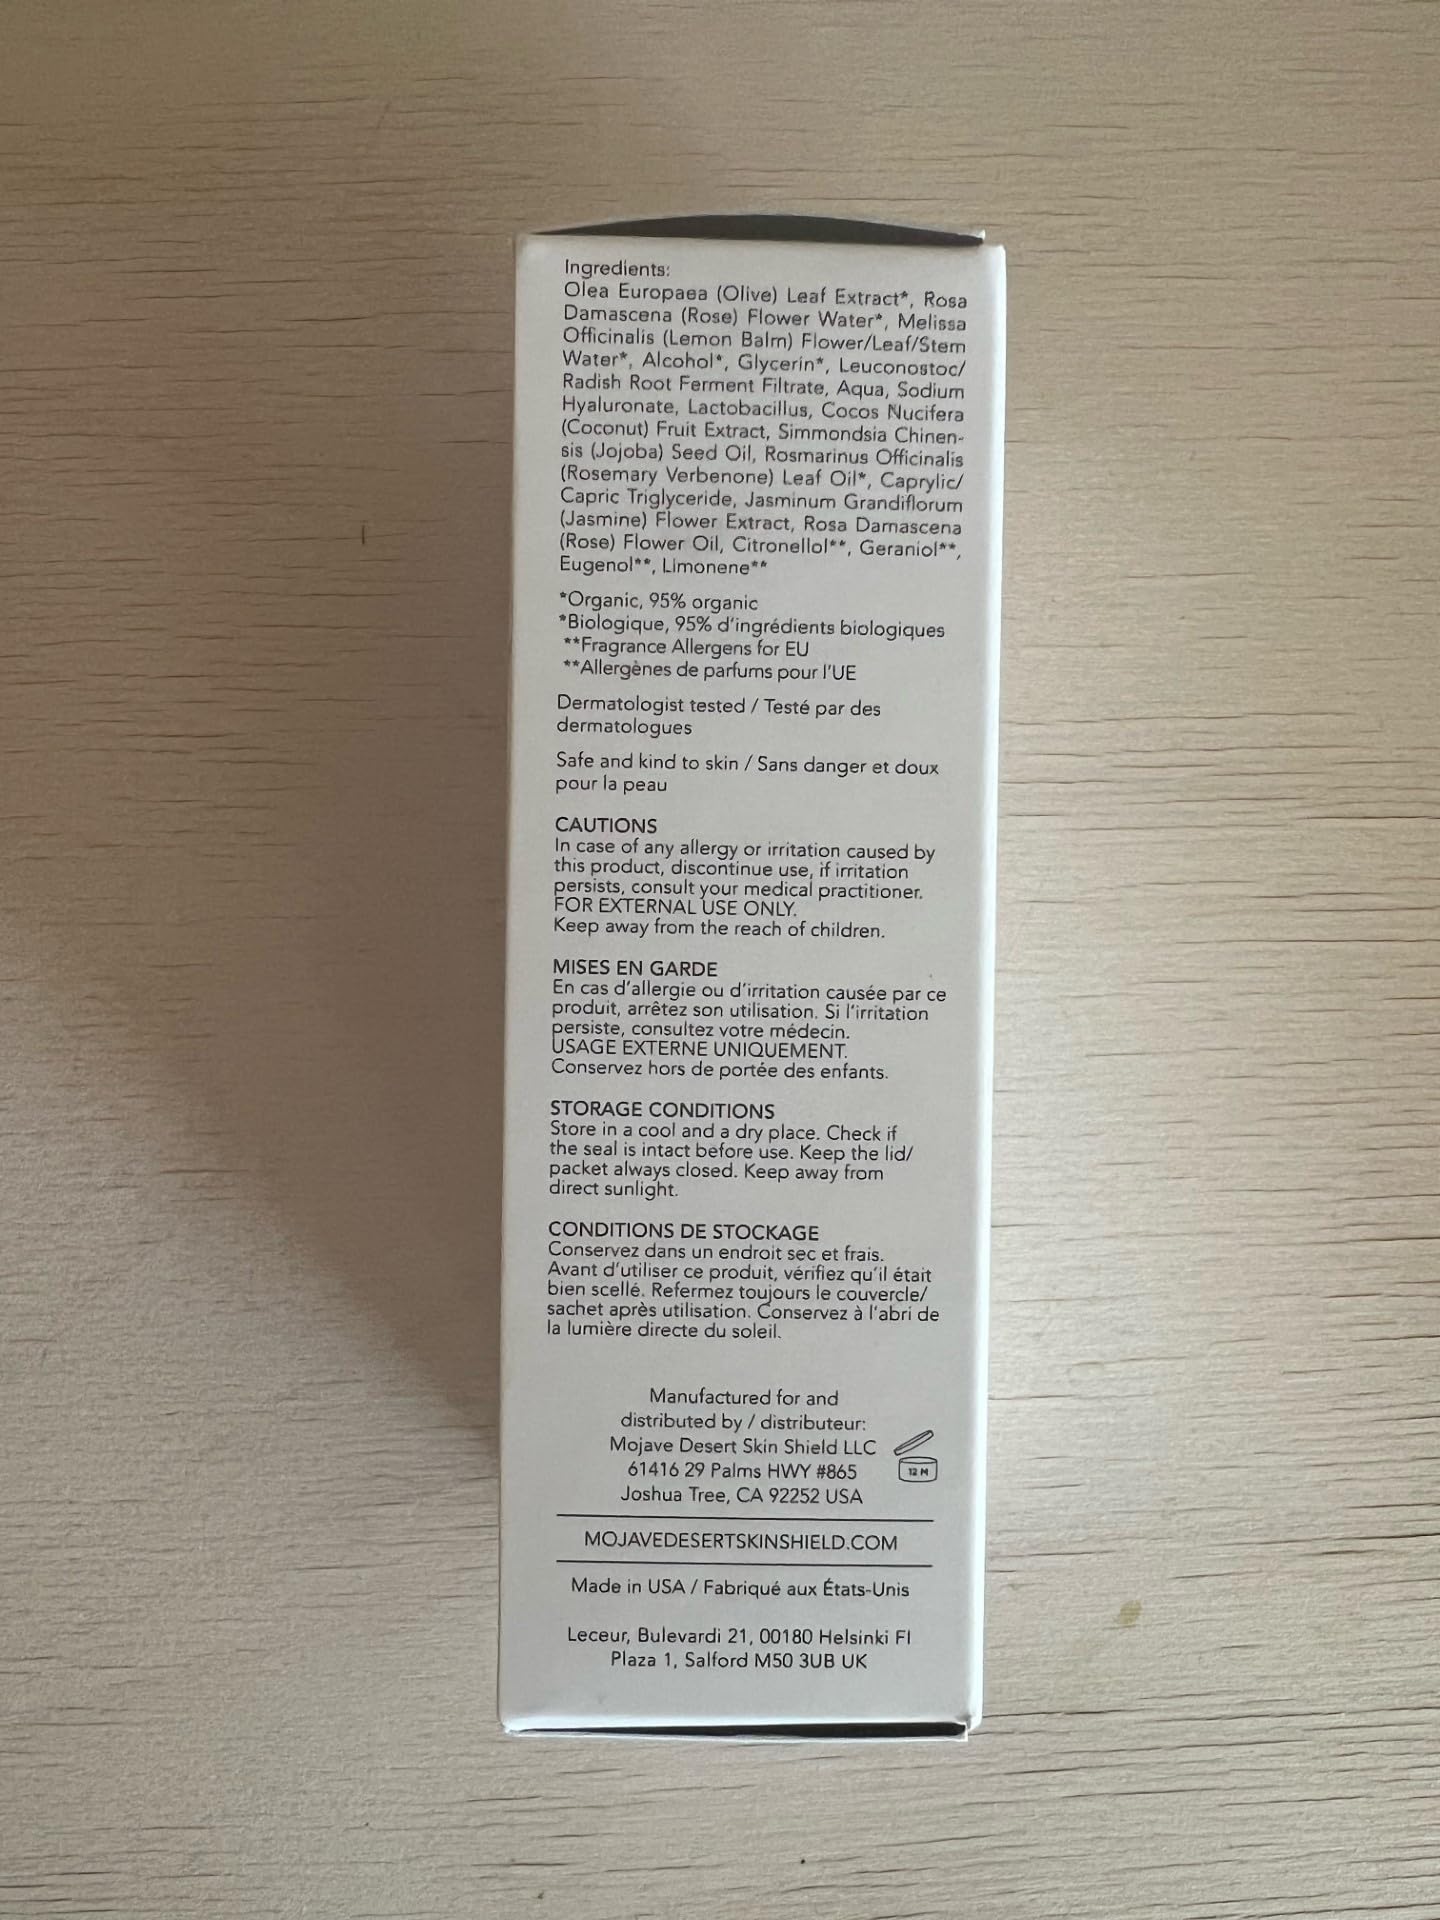 Ingredients:
Olea Europaea (Olive) Leaf Extract*, Rosa
Damascena (Rose) Flower Water*, Melissa
Officinalis (Lemon Balm) Flower/Leaf/Stem
Water*, Alcohol*, Glycerin*, Leuconostoc/
Radish Root Ferment Filtrate, Aqua, Sodium
Hyaluronate, Lactobacillus, Cocos Nucifera
(Coconut) Fruit Extract, Simmondsia Chinen-
sis (Jojoba) Seed Oil, Rosmarinus Officinalis
(Rosemary Verbenone) Leaf Oil*, Caprylic/
Capric Triglyceride, Jasminum Grandiflorum
(Jasmine) Flower Extract, Rosa Damascena
(Rose) Flower Oil, Citronellol**, Geraniol**,
Eugenol**, Limonene**
*Organic, 95% organic
*Biologique, 95% d'ingrédients biologiques
**Fragrance Allergens for EU
**Allergènes de parfums pour l'UE
Dermatologist tested / Testé par des
dermatologues
Safe and kind to skin / Sans danger et doux
pour la peau
CAUTIONS
In case of any allergy or irritation caused by
this product, discontinue use, if irritation
persists, consult your medical practitioner.
FOR EXTERNAL USE ONLY.
Keep away from the reach of children.
MISES EN GARDE
En cas d'allergie ou d'irritation causée par ce
produit, arrêtez son utilisation. Si l'irritation
persiste, consultez votre médecin.
USAGE EXTERNE UNIQUEMENT.
Conservez hors de portée des enfants.
STORAGE CONDITIONS
Store in a cool and a dry place. Check if
the seal is intact before use. Keep the lid/
packet always closed. Keep away from
direct sunlight.
CONDITIONS DE STOCKAGE
Conservez dans un endroit sec et frais.
Avant d'utiliser ce produit, vérifiez qu'il était
bien scellé. Refermez toujours le couvercle/
sachet après utilisation. Conservez à l'abri de
la lumière directe du soleil.
Manufactured for and
distributed by / distributeur:
Mojave Desert Skin Shield LLC
61416 29 Palms HWY #865
Joshua Tree, CA 92252 USA
12 M
MOJAVEDESERTSKINSHIELD.COM
Made in USA / Fabriqué aux États-Unis
Leceur, Bulevardi 21, 00180 Helsinki FI
Plaza 1, Salford M50 3UB UK